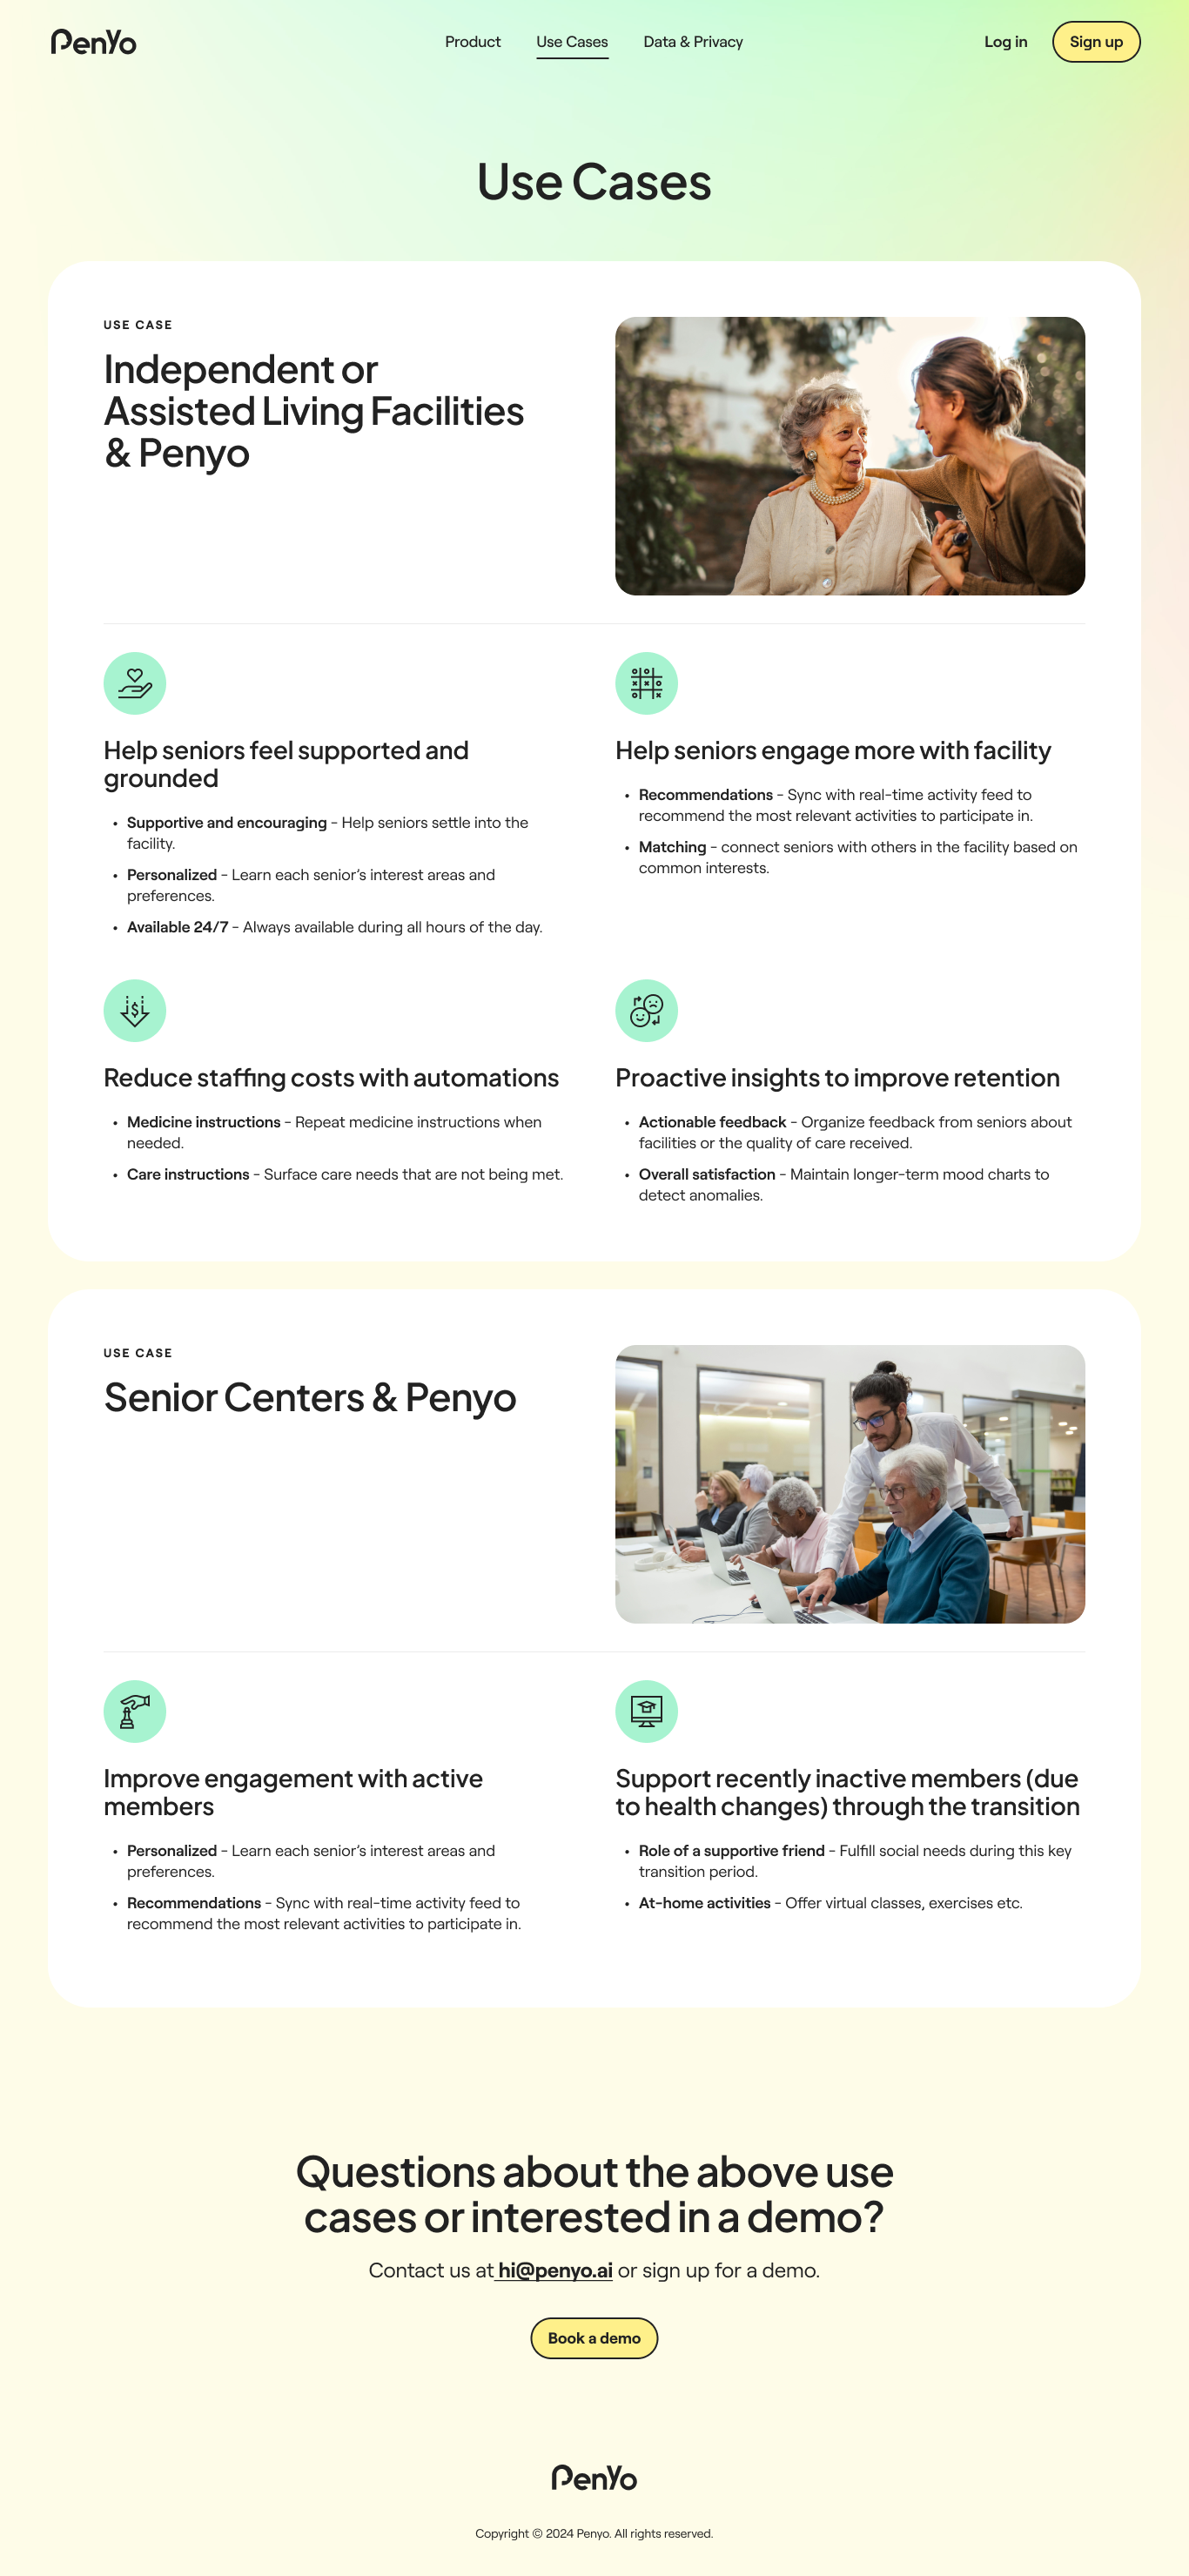 PenYo
Product
Use Cases
Data & Privacy
Log in
Sign up
Use Cases
USE CASE
Independent or
Assisted Living Facilities
& Penyo
Help seniors feel supported and
grounded
• Supportive and encouraging - Help seniors settle into the
facility.
• Personalized - Learn each senior's interest areas and
preferences.
• Available 24/7 - Always available during all hours of the day.
Help seniors engage more with facility
• Recommendations - Sync with real-time activity feed to
recommend the most relevant activities to participate in.
• Matching - connect seniors with others in the facility based on
common interests.
Reduce staffing costs with automations
• Medicine instructions - Repeat medicine instructions when
needed.
• Care instructions - Surface care needs that are not being met.
Proactive insights to improve retention
• Actionable feedback - Organize feedback from seniors about
facilities or the quality of care received.
• Overall satisfaction - Maintain longer-term mood charts to
detect anomalies.
USE CASE
Senior Centers & Penyo
Improve engagement with active
members
• Personalized - Learn each senior's interest areas and
preferences.
• Recommendations - Sync with real-time activity feed to
recommend the most relevant activities to participate in.
Support recently inactive members (due
to health changes) through the transition
• Role of a supportive friend - Fulfill social needs during this key
transition period.
• At-home activities - Offer virtual classes, exercises etc.
Questions about the above use
cases or interested in a demo?
Contact us at hi@penyo.ai or sign up for a demo.
Book a demo
PenYo
Copyright © 2024 Penyo. All rights reserved.